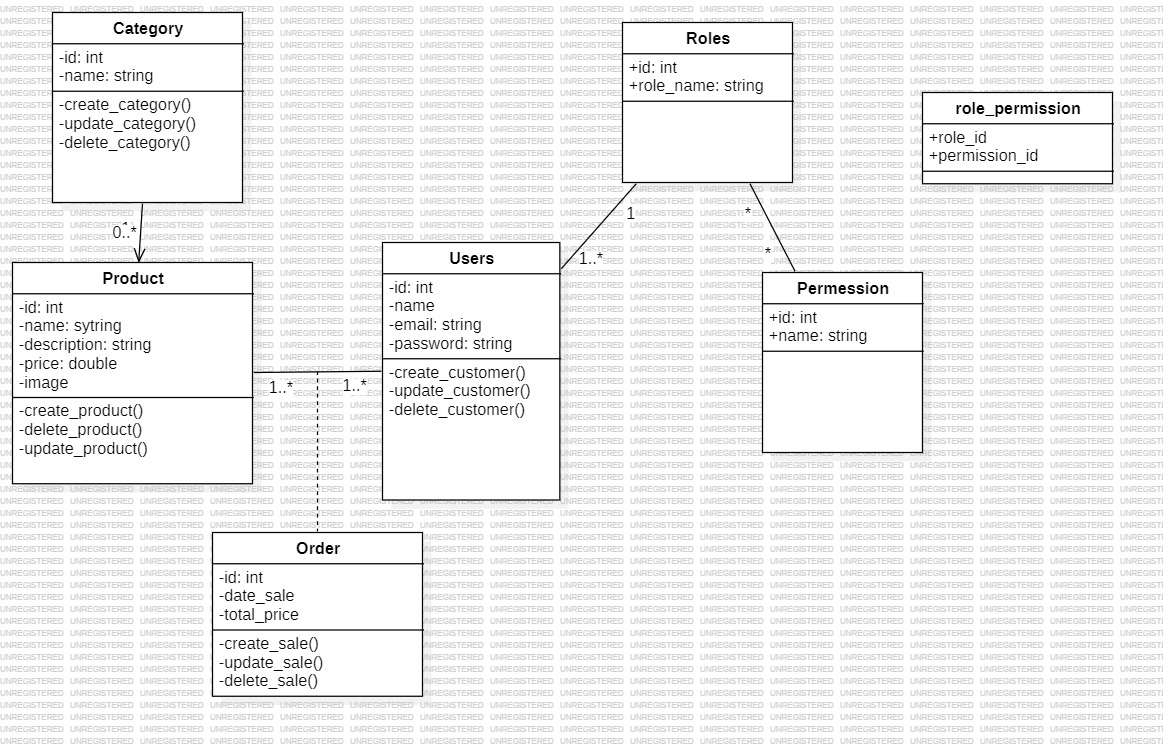 Category
-id: int
-name: string
-create_category()
-update_category()
-delete_category()
0..*
Product
-id: int
-name: sytring
-description: string
-price: double
-image
-create_product()
-delete_product()
-update_product()
1..*
1..*
Users
-id: int
-name
-email: string
-password: string
-create_customer()
-update_customer()
-delete_customer()
Order
-id: int
-date_sale
-total_price
-create_sale()
-update_sale()
-delete_sale()
Roles
+id: int
+role_name: string
1
1..*
*
*
Permession
+id: int
+name: string
role_permission
+role_id
+permission_id
UNREGISTERED